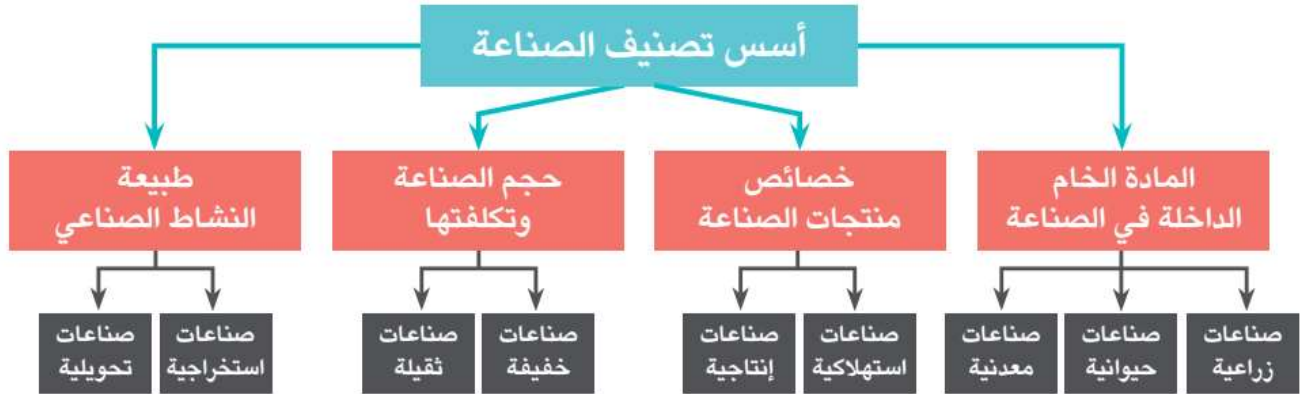 أسس تصنيف الصناعة
المادة الخام
الداخلة في الصناعة
خصائص
منتجات الصناعة
حجم الصناعة
وتكلفتها
طبيعة
النشاط الصناعي
صناعات
زراعية
صناعات
حيوانية
صناعات
معدنية
صناعات
استهلاكية
صناعات
إنتاجية
صناعات
خفيفة
صناعات
ثقيلة
صناعات
استخراجية
صناعات
تحويلية